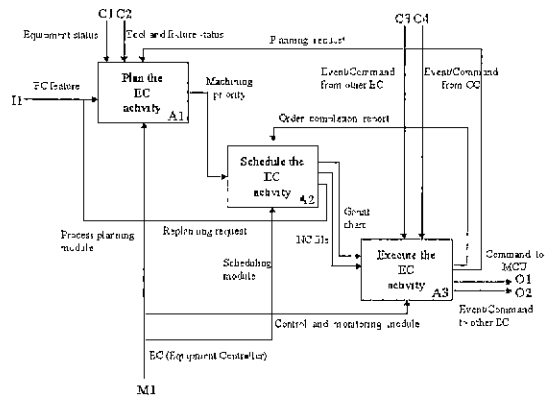 C1 C2
C3 C4
Equipment status
Tool and fixture status
Planning request
Plan the
EC
activity
A1
I1
feature
Machining
priority
Event/Command
from other EC
Event/Command
from CC
Order completion report
Schedule the
EC
activity
A2
Gantt
chart
Process planning
module
Replanning request
NC file
Scheduling
module
Execute the
EC
activity
A3
Command to
MCU
O1
O2
Event/Command
to other EC
Control and monitoring module
EC (Equipment Controller)
M1